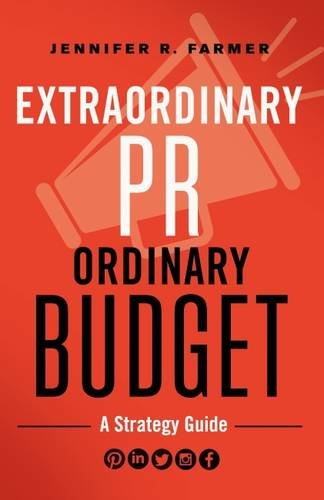 JENNIFER R. FARMER
EXTRAORDINARY
PR
ORDINARY
BUDGET
A Strategy Guide